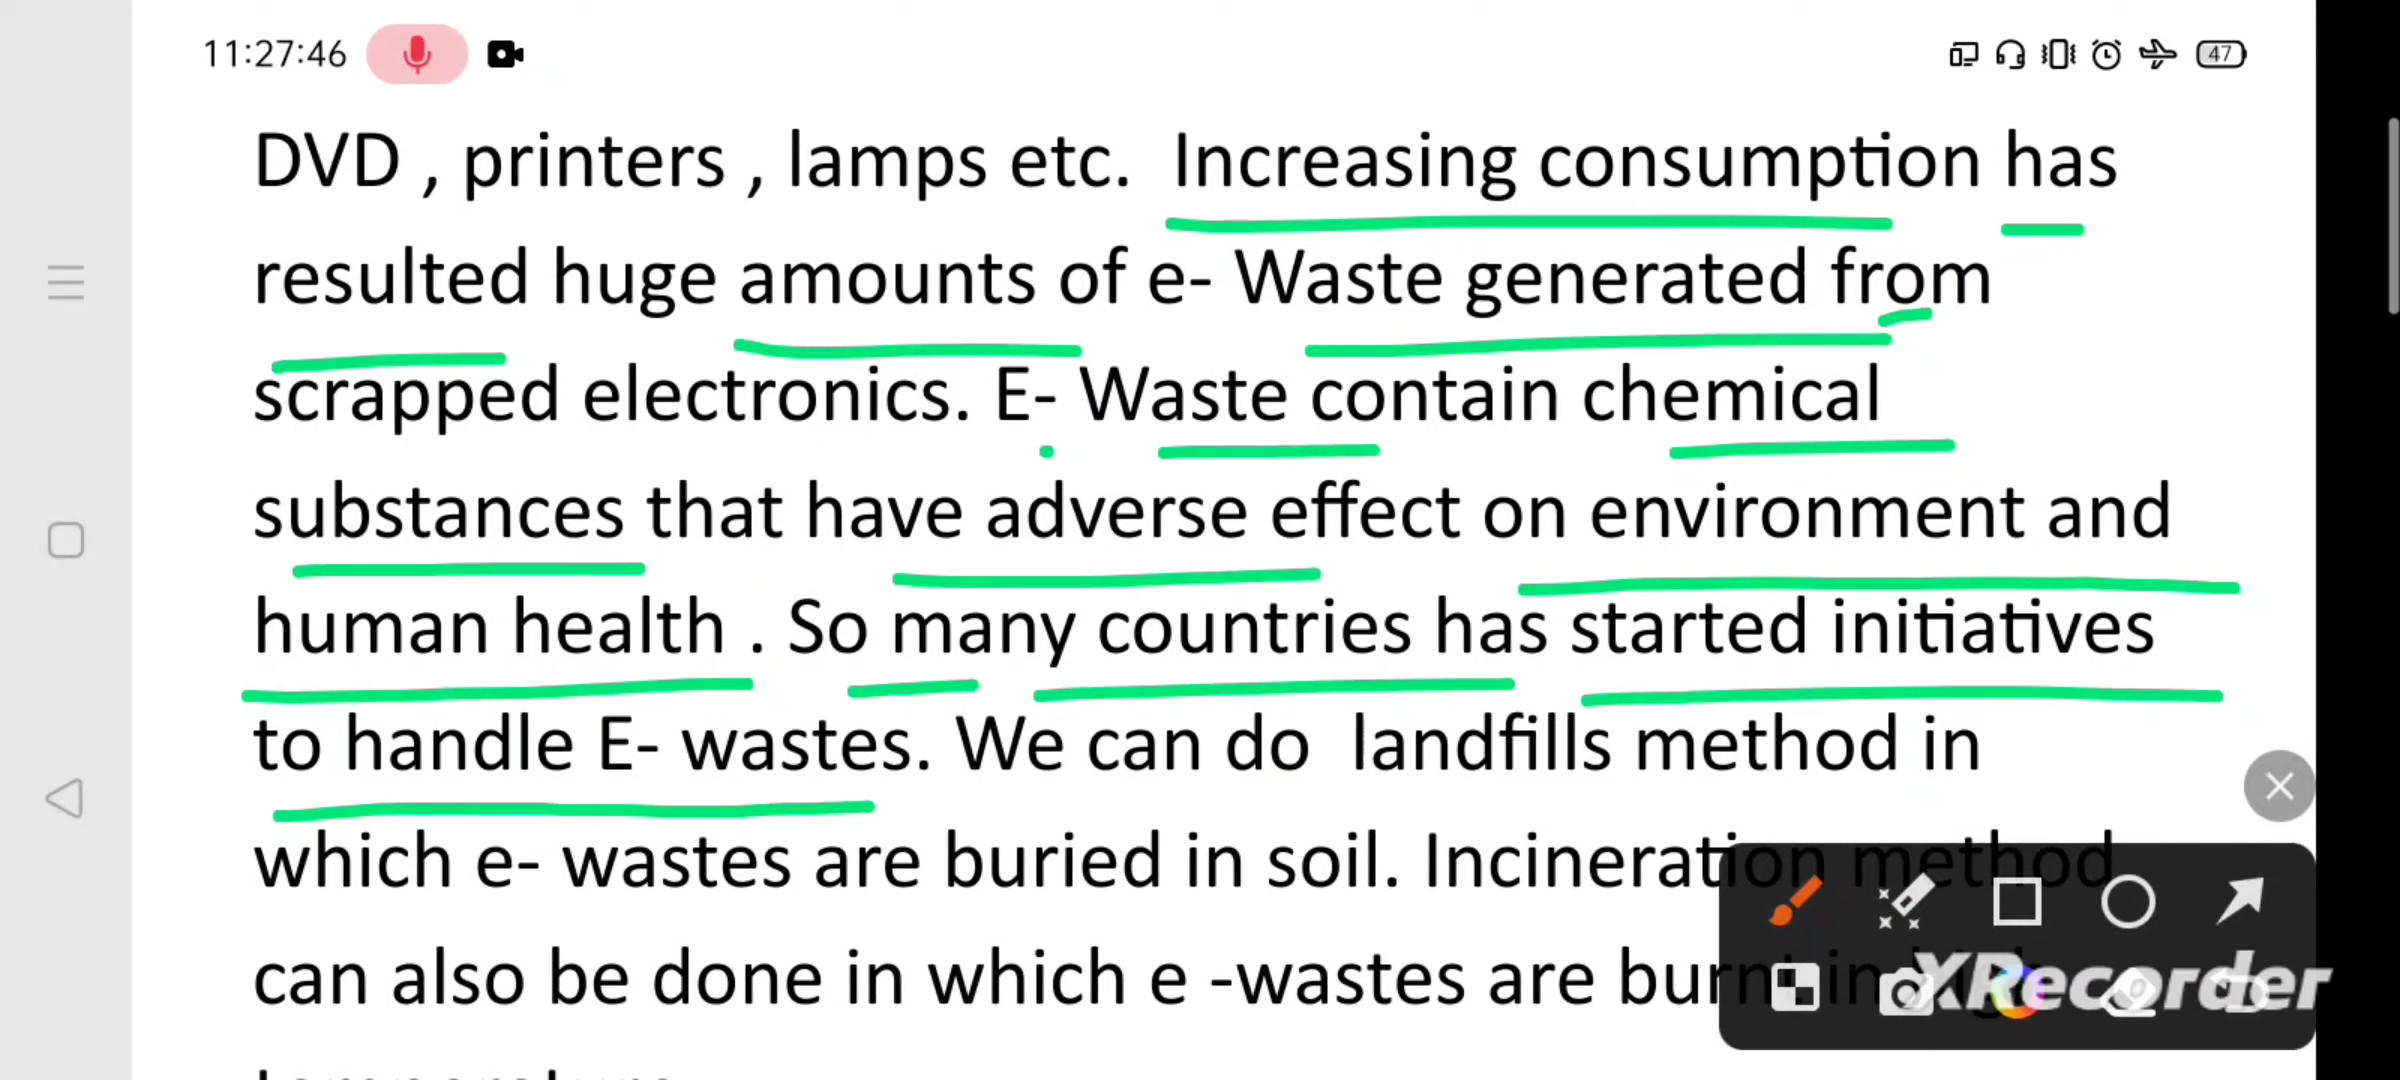 11:27:46
47
DVD , printers , lamps etc. Increasing consumption has
resulted huge amounts of e- Waste generated from
scrapped electronics. E- Waste contain chemical
substances that have adverse effect on environment and
human health . So many countries has started initiatives
to handle E- wastes. We can do landfills method in
which e- wastes are buried in soil. Incineration method
can also be done in which e -wastes are burnt in
XRecorder